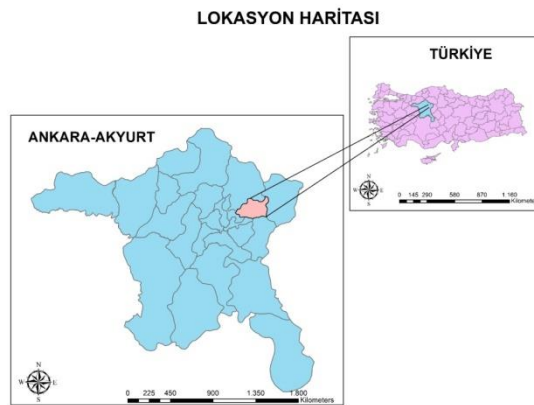 LOKASYON HARİTASI
TÜRKİYE
N
W E
S
0 145 290 580 870 1.160
Kilometers
ANKARA-AKYURT
N
W E
S
0 225 450 900 1.350 1.800
Kilometers